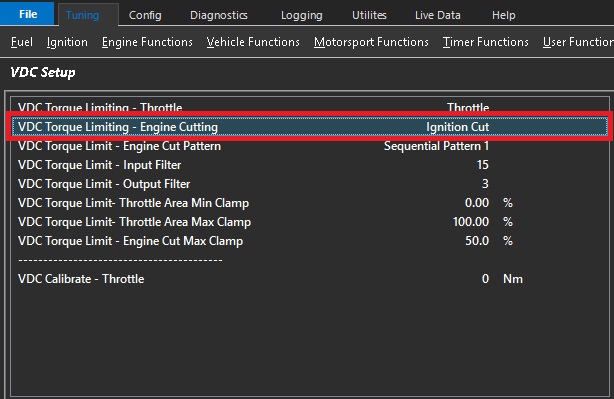 File Tuning Config Diagnostics Logging Utilites Live Data Help
Fuel Ignition Engine Functions Vehicle Functions Motorsport Functions Timer Functions User Function
VDC Setup
VDC Torque Limiting - Throttle Throttle
VDC Torque Limiting - Engine Cutting Ignition Cut
VDC Torque Limit - Engine Cut Pattern Sequential Pattern 1
VDC Torque Limit - Input Filter 15
VDC Torque Limit - Output Filter 3
VDC Torque Limit- Throttle Area Min Clamp 0.00 %
VDC Torque Limit- Throttle Area Max Clamp 100.00 %
VDC Torque Limit - Engine Cut Max Clamp 50.0 %
----------------------------------------
VDC Calibrate - Throttle 0 Nm